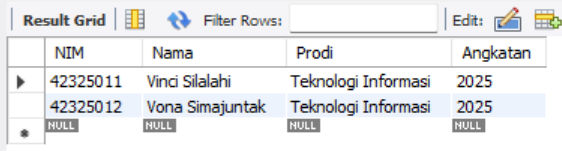 Result Grid Filter Rows: Edit:
NIM Nama Prodi Angkatan
42325011 Vinci Silalahi Teknologi Informasi 2025
42325012 Vona Simajuntak Teknologi Informasi 2025
NULL NULL NULL NULL